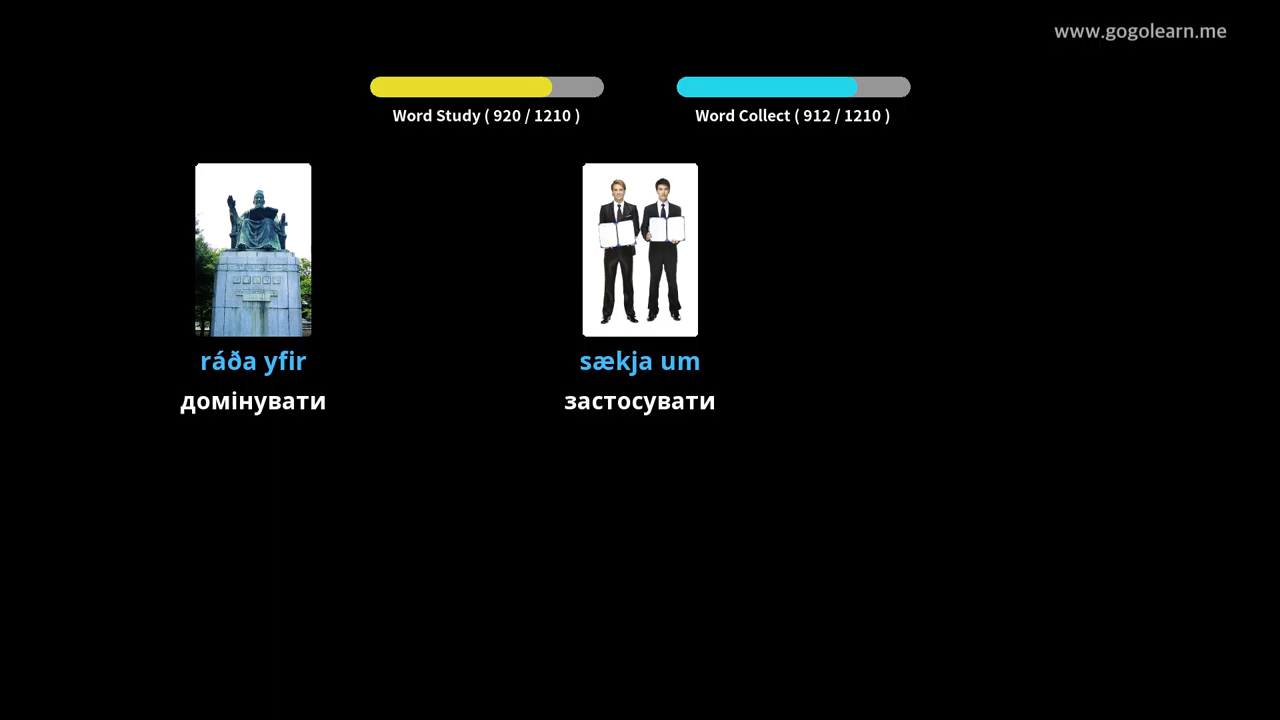 www.gogolearn.me
Word Study ( 920 / 1210 )
Word Collect ( 912 / 1210 )
ráða yfir
домінувати
sækja um
застосувати